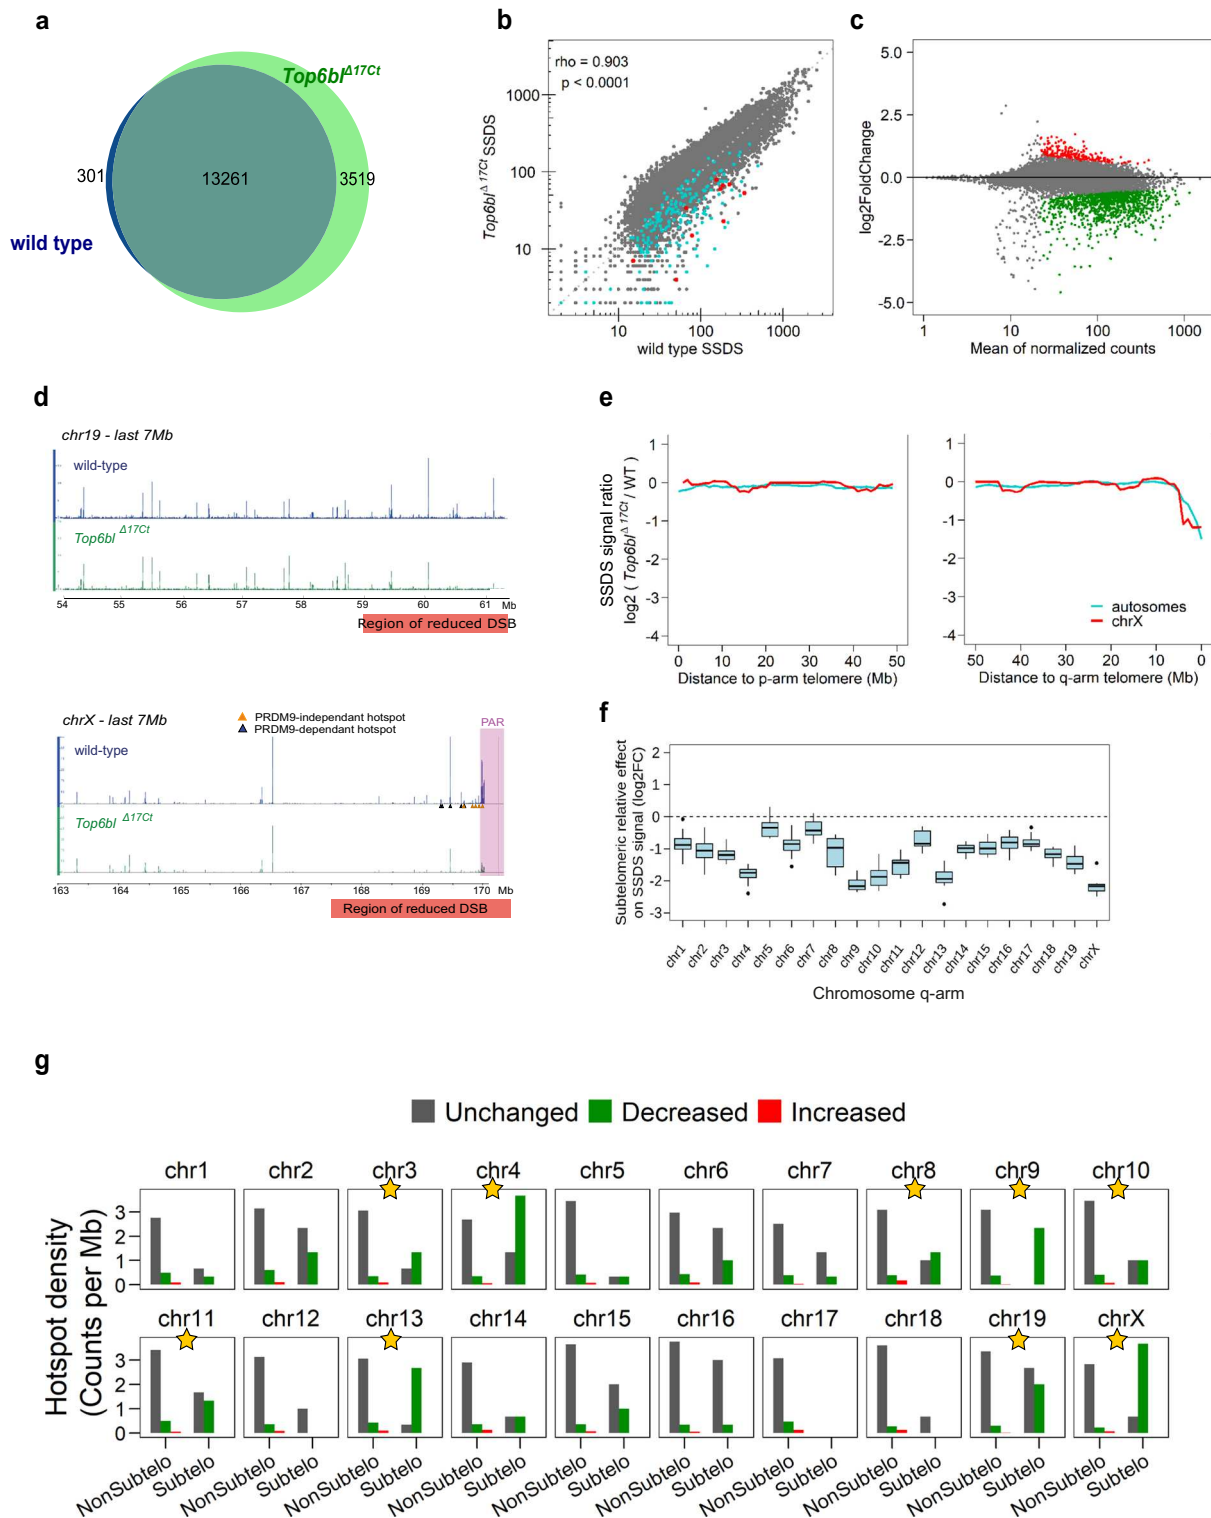 a
Top6bl Δ17Ct
301
13261
3519
wild type
b
rho = 0.903
p < 0.0001
Top6bl Δ 17Ct SSDS
1000
100
10
10
100
1000
wild type SSDS
c
log2FoldChange
5.0
2.5
0.0
-2.5
-5.0
1
10
100
1000
Mean of normalized counts
d
chr19 - last 7Mb
wild-type
Top6bl Δ17Ct
54 55 56 57 58 59 60 61 Mb
Region of reduced DSB
chrX - last 7Mb
PRDM9-independant hotspot
PRDM9-dependant hotspot
PAR
wild-type
Top6bl Δ17Ct
163 164 165 166 167 168 169 170 Mb
Region of reduced DSB
e
SSDS signal ratio
log2 ( Top6bl Δ 17Ct / WT )
1
0
-1
-2
-3
-4
0 10 20 30 40 50
Distance to p-arm telomere (Mb)
1
0
-1
-2
-3
-4
autosomes
chrX
50 40 30 20 10 0
Distance to q-arm telomere (Mb)
f
Subtelomeric relative effect
on SSDS signal (log2FC)
2
1
0
-1
-2
-3
chr1 chr2 chr3 chr4 chr5 chr6 chr7 chr8 chr9 chr10 chr11 chr12 chr13 chr14 chr15 chr16 chr17 chr18 chr19 chrX
Chromosome q-arm
g
Unchanged Decreased Increased
Hotspot density
(Counts per Mb)
chr1 chr2 chr3 chr4 chr5 chr6 chr7 chr8 chr9 chr10
3
2
1
0
chr11 chr12 chr13 chr14 chr15 chr16 chr17 chr18 chr19 chrX
3
2
1
0
NonSubtelo Subtelo NonSubtelo Subtelo NonSubtelo Subtelo NonSubtelo Subtelo NonSubtelo Subtelo NonSubtelo Subtelo NonSubtelo Subtelo NonSubtelo Subtelo NonSubtelo Subtelo NonSubtelo Subtelo